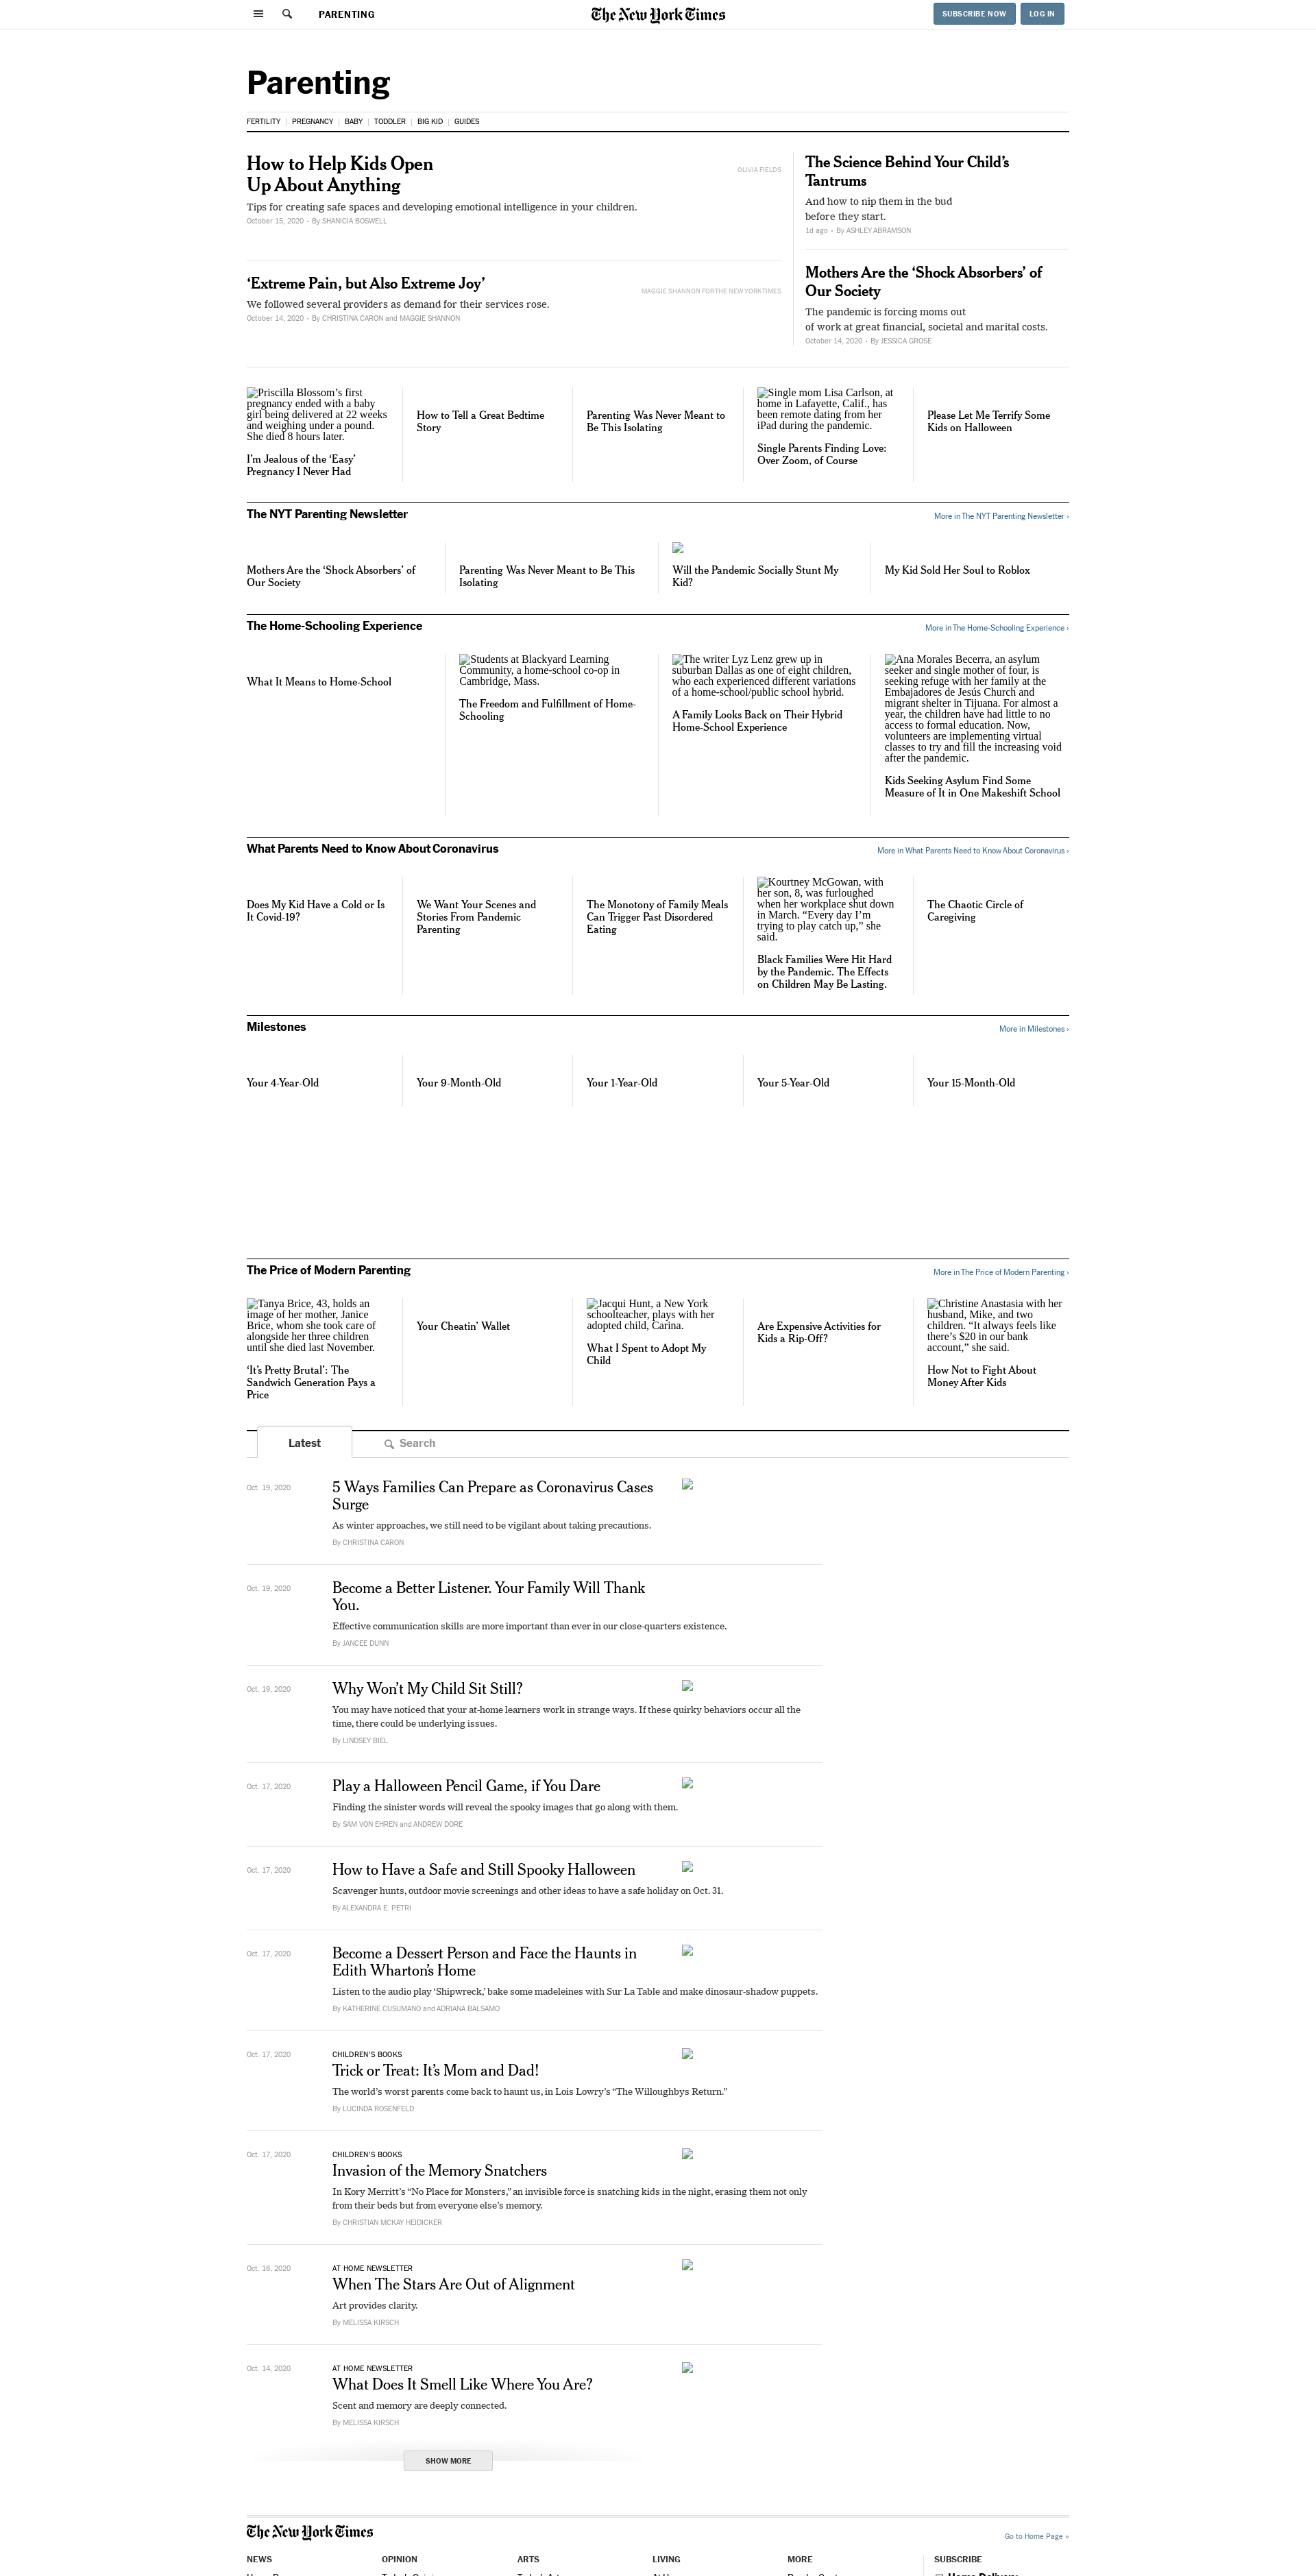 PARENTING
The New York Times
SUBSCRIBE NOW
LOG IN
Parenting
FERTILITY
PREGNANCY
BABY
TODDLER
BIG KID
GUIDES
How to Help Kids Open
Up About Anything
Tips for creating safe spaces and developing emotional intelligence in your children.
October 15, 2020 - By SHANICIA BOSWELL
OLIVIA FIELDS
‘Extreme Pain, but Also Extreme Joy’
We followed several providers as demand for their services rose.
October 14, 2020 - By CHRISTINA CARON and MAGGIE SHANNON
MAGGIE SHANNON FOR THE NEW YORK TIMES
The Science Behind Your Child’s
Tantrums
And how to nip them in the bud
before they start.
1d ago - By ASHLEY ABRAMSON
Mothers Are the ‘Shock Absorbers’ of
Our Society
The pandemic is forcing moms out
of work at great financial, societal and marital costs.
October 14, 2020 - By JESSICA GROSE
Priscilla Blossom’s first
pregnancy ended with a baby
girl being delivered at 22 weeks
and weighing under a pound.
She died 8 hours later.
I’m Jealous of the ‘Easy’
Pregnancy I Never Had
How to Tell a Great Bedtime
Story
Parenting Was Never Meant to
Be This Isolating
Single mom Lisa Carlson, at
home in Lafayette, Calif., has
been remote dating from her
iPad during the pandemic.
Single Parents Finding Love:
Over Zoom, of Course
Please Let Me Terrify Some
Kids on Halloween
The NYT Parenting Newsletter
More in The NYT Parenting Newsletter ›
Mothers Are the ‘Shock Absorbers’ of
Our Society
Parenting Was Never Meant to Be This
Isolating
Will the Pandemic Socially Stunt My
Kid?
My Kid Sold Her Soul to Roblox
The Home-Schooling Experience
More in The Home-Schooling Experience ›
What It Means to Home-School
Students at Blackyard Learning
Community, a home-school co-op in
Cambridge, Mass.
The Freedom and Fulfillment of Home-
Schooling
The writer Lyz Lenz grew up in
suburban Dallas as one of eight children,
who each experienced different variations
of a home-school/public school hybrid.
A Family Looks Back on Their Hybrid
Home-School Experience
Ana Morales Becerra, an asylum
seeker and single mother of four, is
seeking refuge with her family at the
Embajadores de Jesús Church and
migrant shelter in Tijuana. For almost a
year, the children have had little to no
access to formal education. Now,
volunteers are implementing virtual
classes to try and fill the increasing void
after the pandemic.
Kids Seeking Asylum Find Some
Measure of It in One Makeshift School
What Parents Need to Know About Coronavirus
More in What Parents Need to Know About Coronavirus ›
Does My Kid Have a Cold or Is
It Covid-19?
We Want Your Scenes and
Stories From Pandemic
Parenting
The Monotony of Family Meals
Can Trigger Past Disordered
Eating
Kourtney McGowan, with
her son, 8, was furloughed
when her workplace shut down
in March. “Every day I’m
trying to play catch up,” she
said.
Black Families Were Hit Hard
by the Pandemic. The Effects
on Children May Be Lasting.
The Chaotic Circle of
Caregiving
Milestones
More in Milestones ›
Your 4-Year-Old
Your 9-Month-Old
Your 1-Year-Old
Your 5-Year-Old
Your 15-Month-Old
The Price of Modern Parenting
More in The Price of Modern Parenting ›
Tanya Brice, 43, holds an
image of her mother, Janice
Brice, whom she took care of
alongside her three children
until she died last November.
‘It’s Pretty Brutal’: The
Sandwich Generation Pays a
Price
Your Cheatin’ Wallet
Jacqui Hunt, a New York
schoolteacher, plays with her
adopted child, Carina.
What I Spent to Adopt My
Child
Are Expensive Activities for
Kids a Rip-Off?
Christine Anastasia with her
husband, Mike, and two
children. “It always feels like
there’s $20 in our bank
account,” she said.
How Not to Fight About
Money After Kids
Latest
Search
Oct. 19, 2020
5 Ways Families Can Prepare as Coronavirus Cases
Surge
As winter approaches, we still need to be vigilant about taking precautions.
By CHRISTINA CARON
Oct. 19, 2020
Become a Better Listener. Your Family Will Thank
You.
Effective communication skills are more important than ever in our close-quarters existence.
By JANCEE DUNN
Oct. 19, 2020
Why Won’t My Child Sit Still?
You may have noticed that your at-home learners work in strange ways. If these quirky behaviors occur all the
time, there could be underlying issues.
By LINDSEY BIEL
Oct. 17, 2020
Play a Halloween Pencil Game, if You Dare
Finding the sinister words will reveal the spooky images that go along with them.
By SAM VON EHREN and ANDREW DORE
Oct. 17, 2020
How to Have a Safe and Still Spooky Halloween
Scavenger hunts, outdoor movie screenings and other ideas to have a safe holiday on Oct. 31.
By ALEXANDRA E. PETRI
Oct. 17, 2020
Become a Dessert Person and Face the Haunts in
Edith Wharton’s Home
Listen to the audio play ‘Shipwreck,’ bake some madeleines with Sur La Table and make dinosaur-shadow puppets.
By KATHERINE CUSUMANO and ADRIANA BALSAMO
Oct. 17, 2020
CHILDREN’S BOOKS
Trick or Treat: It’s Mom and Dad!
The world’s worst parents come back to haunt us, in Lois Lowry’s “The Willoughbys Return.”
By LUCINDA ROSENFELD
Oct. 17, 2020
CHILDREN’S BOOKS
Invasion of the Memory Snatchers
In Kory Merritt’s “No Place for Monsters,” an invisible force is snatching kids in the night, erasing them not only
from their beds but from everyone else’s memory.
By CHRISTIAN MCKAY HEIDICKER
Oct. 16, 2020
AT HOME NEWSLETTER
When The Stars Are Out of Alignment
Art provides clarity.
By MELISSA KIRSCH
Oct. 14, 2020
AT HOME NEWSLETTER
What Does It Smell Like Where You Are?
Scent and memory are deeply connected.
By MELISSA KIRSCH
SHOW MORE
The New York Times
Go to Home Page »
NEWS
OPINION
ARTS
LIVING
MORE
SUBSCRIBE